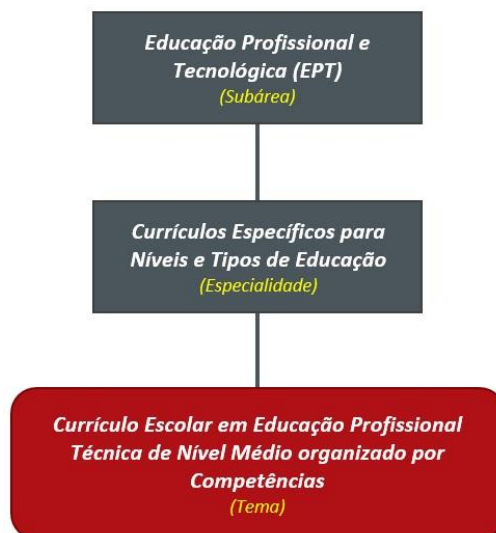 Educação Profissional e
Tecnológica (EPT)
(Subárea)
Currículos Específicos para
Níveis e Tipos de Educação
(Especialidade)
Currículo Escolar em Educação Profissional
Técnica de Nível Médio organizado por
Competências
(Tema)